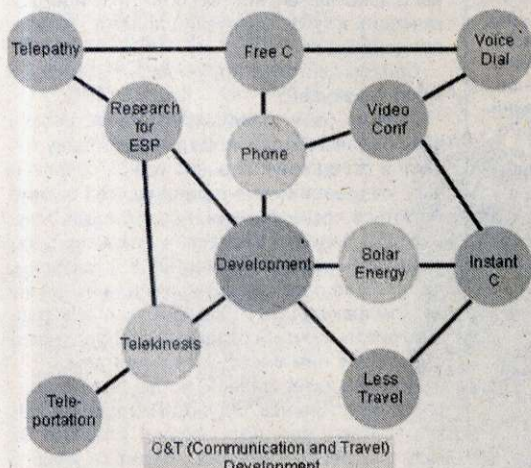 Telepathy
Free C
Voice
Dial
Research
for
ESP
Video
Conf
Phone
Development
Solar
Energy
Instant
C
Telekinesis
Less
Travel
Tele-
portation
C&T (Communication and Travel)
Development